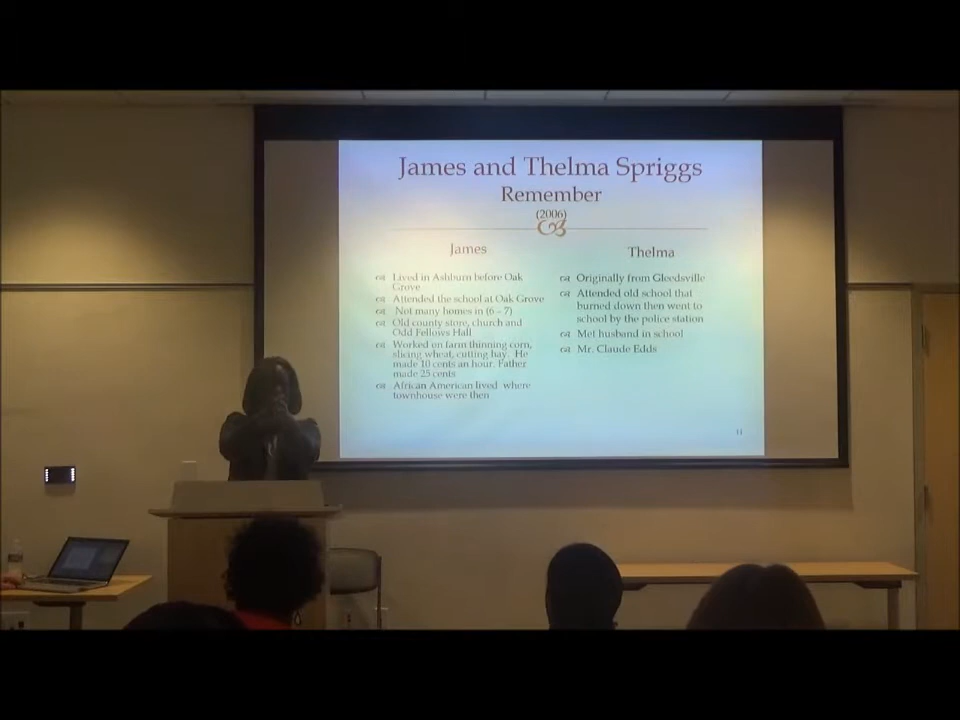 James and Thelma Spriggs
Remember
(2006)
James
Lived in Ashburn before Oak
Grove
Attended the school at Oak Grove
Not many homes in (6 – 7)
Old county store, church and
Odd Fellows Hall
Worked on farm thinning corn,
slicing wheat, cutting hay. He
made 10 cents an hour. Father
made 25 cents
African American lived where
townhouse were then
Thelma
Originally from Gleedsville
Attended old school that
burned down then went to
school by the police station
Met husband in school
Mr. Claude Edds
11